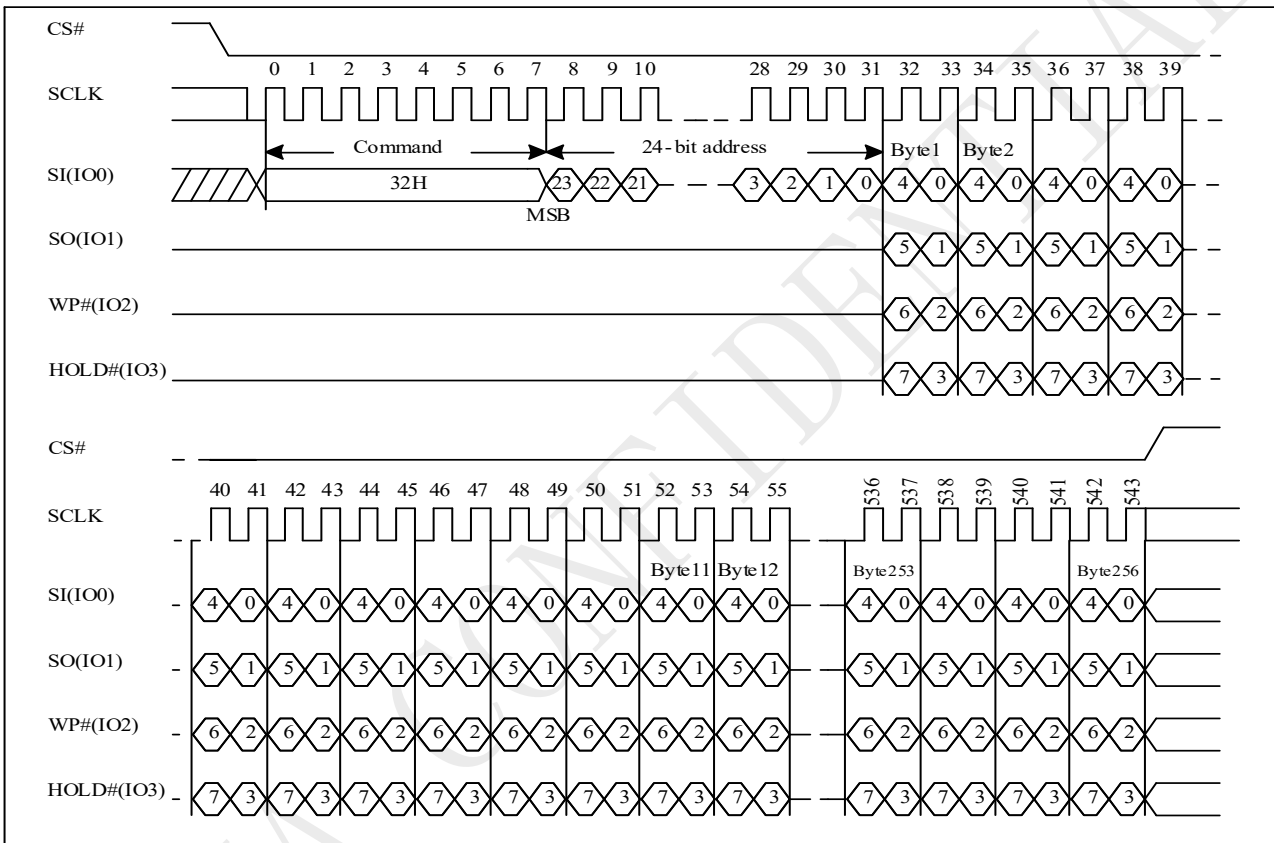 CS#
0 1 2 3 4 5 6 7 8 9 10 28 29 30 31 32 33 34 35 36 37 38 39
SCLK
Command 24-bit address Byte1 Byte2
SI(IO0) 32H 23 22 21 3 2 1 0 4 0 4 0 4 0 4 0
MSB
SO(IO1) 5 1 5 1 5 1 5 1
WP#(IO2) 6 2 6 2 6 2 6 2
HOLD#(IO3) 7 3 7 3 7 3 7 3
CS#
40 41 42 43 44 45 46 47 48 49 50 51 52 53 54 55 536 537 538 539 540 541 542 543
SCLK
Byte11 Byte12 Byte253 Byte256
SI(IO0) 4 0 4 0 4 0 4 0 4 0 4 0 4 0 4 0 4 0 4 0 4 0 4 0
SO(IO1) 5 1 5 1 5 1 5 1 5 1 5 1 5 1 5 1 5 1 5 1 5 1 5 1
WP#(IO2) 6 2 6 2 6 2 6 2 6 2 6 2 6 2 6 2 6 2 6 2 6 2 6 2
HOLD#(IO3) 7 3 7 3 7 3 7 3 7 3 7 3 7 3 7 3 7 3 7 3 7 3 7 3
CONFIDENTIAL